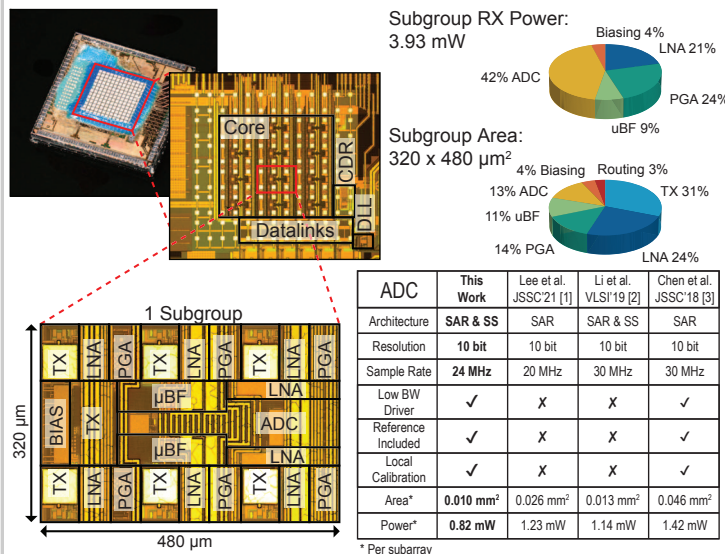 Subgroup RX Power:
3.93 mW
Biasing 4%
LNA 21%
42% ADC
PGA 24%
uBF 9%
Subgroup Area:
320 x 480 µm²
4% Biasing
Routing 3%
13% ADC
TX 31%
11% uBF
14% PGA
LNA 24%
Core
CDR
DLL
Datalinks
1 Subgroup
TX LNA PGA TX LNA PGA TX LNA PGA
LNA
µBF
BIAS TX ADC
µBF
LNA
TX LNA PGA TX LNA PGA TX LNA PGA
320 µm
480 µm
ADC This Work Lee et al. JSSC'21 [1] Li et al. VLSI'19 [2] Chen et al. JSSC'18 [3]
Architecture SAR & SS SAR SAR & SS SAR
Resolution 10 bit 10 bit 10 bit 10 bit
Sample Rate 24 MHz 20 MHz 30 MHz 30 MHz
Low BW Driver ✓ ✗ ✗ ✓
Reference Included ✓ ✗ ✗ ✓
Local Calibration ✓ ✗ ✗ ✓
Area* 0.010 mm² 0.026 mm² 0.013 mm² 0.046 mm²
Power* 0.82 mW 1.23 mW 1.14 mW 1.42 mW
* Per subarray